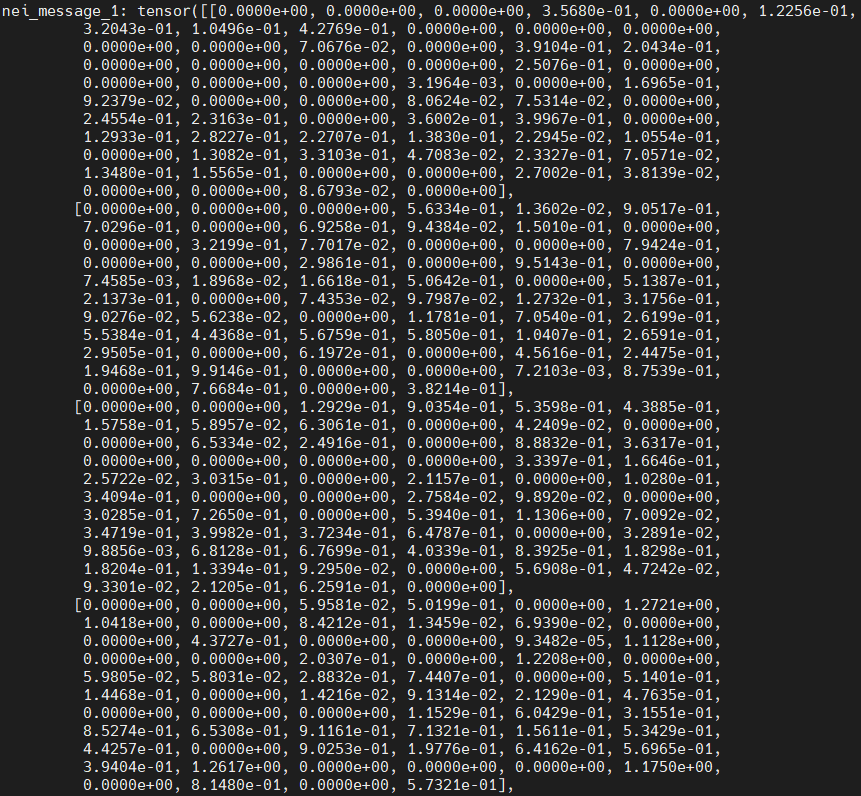 nei_message_1: tensor([[0.0000e+00, 0.0000e+00, 0.0000e+00, 3.5680e-01, 0.0000e+00, 1.2256e-01,
3.2043e-01, 1.0496e-01, 4.2769e-01, 0.0000e+00, 0.0000e+00, 0.0000e+00,
0.0000e+00, 0.0000e+00, 7.0676e-02, 0.0000e+00, 3.9104e-01, 2.0434e-01,
0.0000e+00, 0.0000e+00, 0.0000e+00, 0.0000e+00, 2.5076e-01, 0.0000e+00,
0.0000e+00, 0.0000e+00, 0.0000e+00, 3.1964e-03, 0.0000e+00, 1.6965e-01,
9.2379e-02, 0.0000e+00, 0.0000e+00, 8.0624e-02, 7.5314e-02, 0.0000e+00,
2.4554e-01, 2.3163e-01, 0.0000e+00, 3.6002e-01, 3.9967e-01, 0.0000e+00,
1.2933e-01, 2.8227e-01, 2.2707e-01, 1.3830e-01, 2.2945e-02, 1.0554e-01,
0.0000e+00, 1.3082e-01, 3.3103e-01, 4.7083e-02, 2.3327e-01, 7.0571e-02,
1.3480e-01, 1.5565e-01, 0.0000e+00, 0.0000e+00, 2.7002e-01, 3.8139e-02,
0.0000e+00, 0.0000e+00, 8.6793e-02, 0.0000e+00],
[0.0000e+00, 0.0000e+00, 0.0000e+00, 5.6334e-01, 1.3602e-02, 9.0517e-01,
7.0296e-01, 0.0000e+00, 6.9258e-01, 9.4384e-02, 1.5010e-01, 0.0000e+00,
0.0000e+00, 3.2199e-01, 7.7017e-02, 0.0000e+00, 0.0000e+00, 7.9424e-01,
0.0000e+00, 0.0000e+00, 2.9861e-01, 0.0000e+00, 9.5143e-01, 0.0000e+00,
7.4585e-03, 1.8968e-02, 1.6618e-01, 5.0642e-01, 0.0000e+00, 5.1387e-01,
2.1373e-01, 0.0000e+00, 7.4353e-02, 9.7987e-02, 1.2732e-01, 3.1756e-01,
9.0276e-02, 5.6238e-02, 0.0000e+00, 1.1781e-01, 7.0540e-01, 2.6199e-01,
5.5384e-01, 4.4368e-01, 5.6759e-01, 5.8050e-01, 1.0407e-01, 2.6591e-01,
2.9505e-01, 0.0000e+00, 6.1972e-01, 0.0000e+00, 4.5616e-01, 2.4475e-01,
1.9468e-01, 9.9146e-01, 0.0000e+00, 0.0000e+00, 7.2103e-03, 8.7539e-01,
0.0000e+00, 7.6684e-01, 0.0000e+00, 3.8214e-01],
[0.0000e+00, 0.0000e+00, 1.2929e-01, 9.0354e-01, 5.3598e-01, 4.3885e-01,
1.5758e-01, 5.8957e-02, 6.3061e-01, 0.0000e+00, 4.2409e-02, 0.0000e+00,
0.0000e+00, 6.5334e-02, 2.4916e-01, 0.0000e+00, 8.8832e-01, 3.6317e-01,
0.0000e+00, 0.0000e+00, 0.0000e+00, 0.0000e+00, 3.3397e-01, 1.6646e-01,
2.5722e-02, 3.0315e-01, 0.0000e+00, 2.1157e-01, 0.0000e+00, 1.0280e-01,
3.4094e-01, 0.0000e+00, 0.0000e+00, 2.7584e-02, 9.8920e-02, 0.0000e+00,
3.0285e-01, 7.2650e-01, 0.0000e+00, 5.3940e-01, 1.1306e+00, 7.0092e-02,
3.4719e-01, 3.9982e-01, 3.7234e-01, 6.4787e-01, 0.0000e+00, 3.2891e-02,
9.8856e-03, 6.8128e-01, 6.7699e-01, 4.0339e-01, 8.3925e-01, 1.8298e-01,
1.8204e-01, 1.3394e-01, 9.2950e-02, 0.0000e+00, 5.6908e-01, 4.7242e-02,
9.3301e-02, 2.1205e-01, 6.2591e-01, 0.0000e+00],
[0.0000e+00, 0.0000e+00, 5.9581e-02, 5.0199e-01, 0.0000e+00, 1.2721e+00,
1.0418e+00, 0.0000e+00, 8.4212e-01, 1.3459e-02, 6.9390e-02, 0.0000e+00,
0.0000e+00, 4.3727e-01, 0.0000e+00, 0.0000e+00, 9.3482e-05, 1.1128e+00,
0.0000e+00, 0.0000e+00, 2.0307e-01, 0.0000e+00, 1.2208e+00, 0.0000e+00,
5.9805e-02, 5.8031e-02, 2.8832e-01, 7.4407e-01, 0.0000e+00, 5.1401e-01,
1.4468e-01, 0.0000e+00, 1.4216e-02, 9.1314e-02, 2.1290e-01, 4.7635e-01,
0.0000e+00, 0.0000e+00, 0.0000e+00, 1.1529e-01, 6.0429e-01, 3.1551e-01,
8.5274e-01, 6.5308e-01, 9.1161e-01, 7.1321e-01, 1.5611e-01, 5.3429e-01,
4.4257e-01, 0.0000e+00, 9.0253e-01, 1.9776e-01, 6.4162e-01, 5.6965e-01,
3.9404e-01, 1.2617e+00, 0.0000e+00, 0.0000e+00, 0.0000e+00, 1.1750e+00,
0.0000e+00, 8.1480e-01, 0.0000e+00, 5.7321e-01],